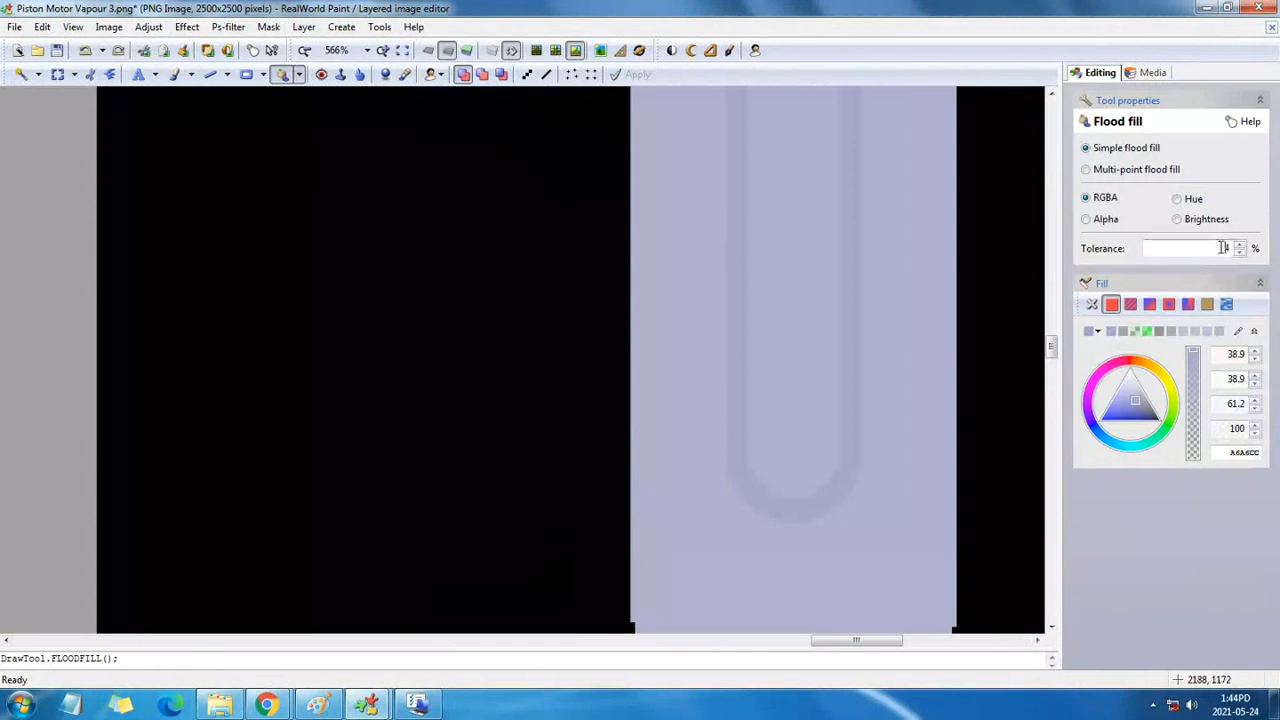 Piston Motor Vapour 3.png* (PNG Image, 2500x2500 pixels) - RealWorld Paint / Layered image editor
File Edit View Image Adjust Effect Ps-filter Mask Layer Create Tools Help
566%
Apply
Editing Media
Tool properties
Flood fill Help
Simple flood fill
Multi-point flood fill
RGBA Hue
Alpha Brightness
Tolerance: %
Fill
38.9
38.9
61.2
100
A6A6CC
DrawTool.FLOODFILL();
Ready
2188, 1172
1:44PD
2021-05-24